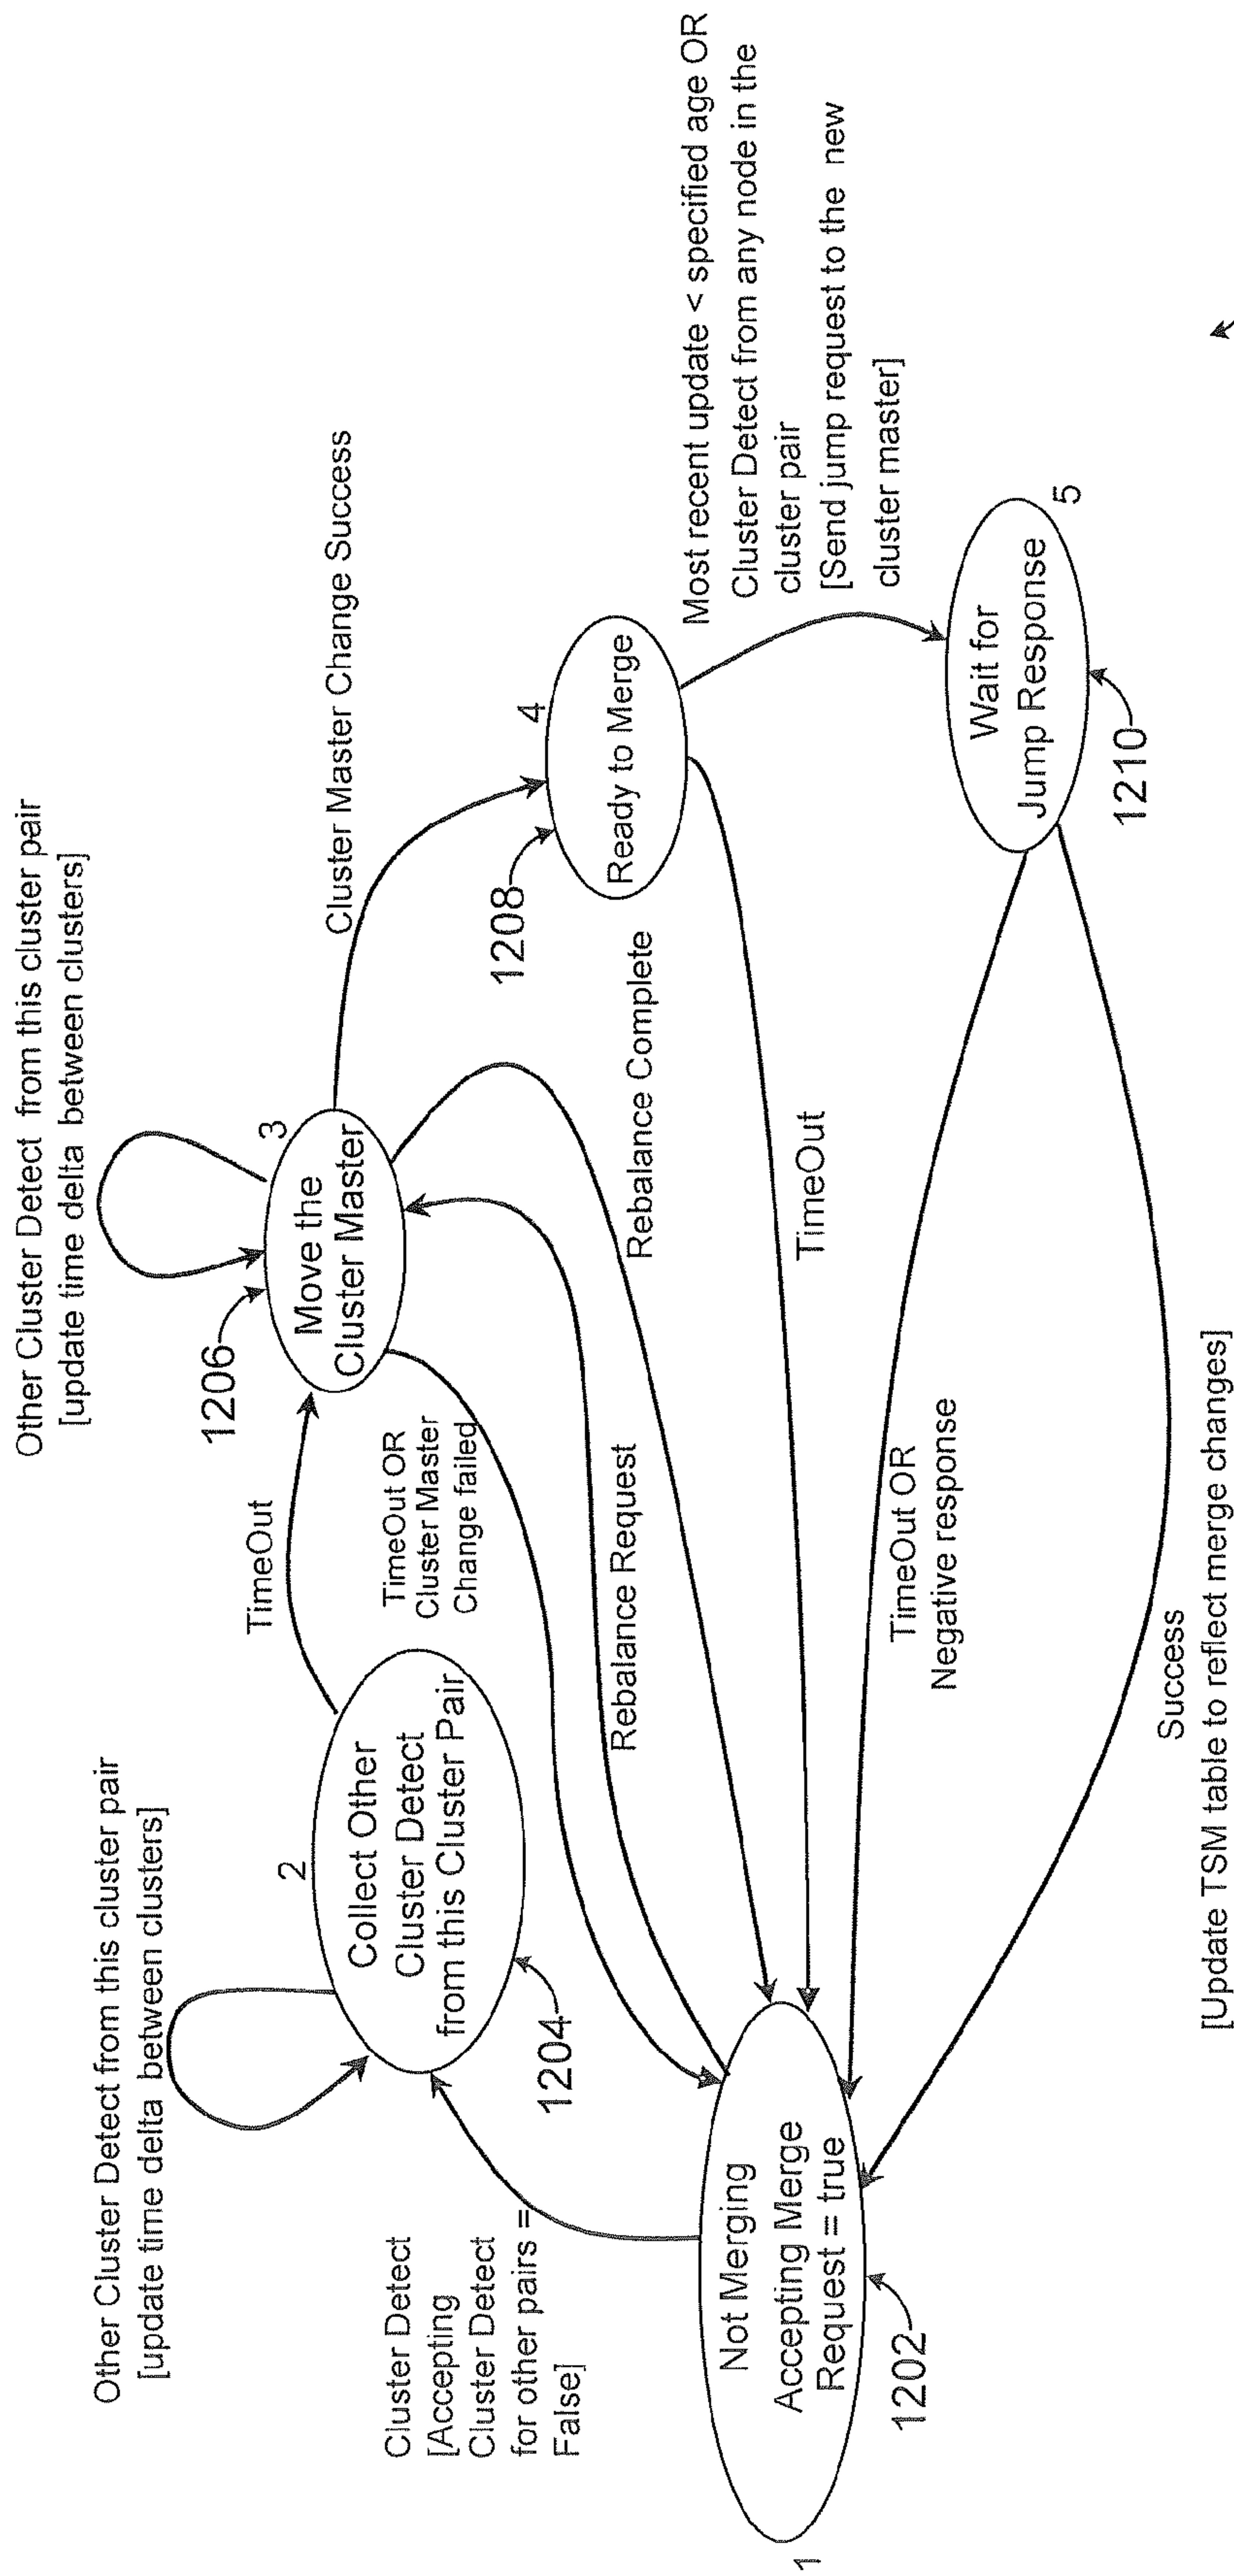 Other Cluster Detect from this cluster pair
[update time delta between clusters]
Other Cluster Detect from this cluster pair
[update time delta between clusters]
Cluster Detect
[Accepting
Cluster Detect
for other pairs =
False]
2
Collect Other
Cluster Detect
from this Cluster Pair
1204
TimeOut
1206
3
Move the
Cluster Master
Cluster Master Change Success
TimeOut OR
Cluster Master
Change failed
Rebalance Request
Rebalance Complete
1208
4
Ready to Merge
Most recent update < specified age OR
Cluster Detect from any node in the
cluster pair
[Send jump request to the new
cluster master]
TimeOut
1
Not Merging
Accepting Merge
Request = true
1202
TimeOut OR
Negative response
Wait for
Jump Response
5
1210
Success
[Update TSM table to reflect merge changes]